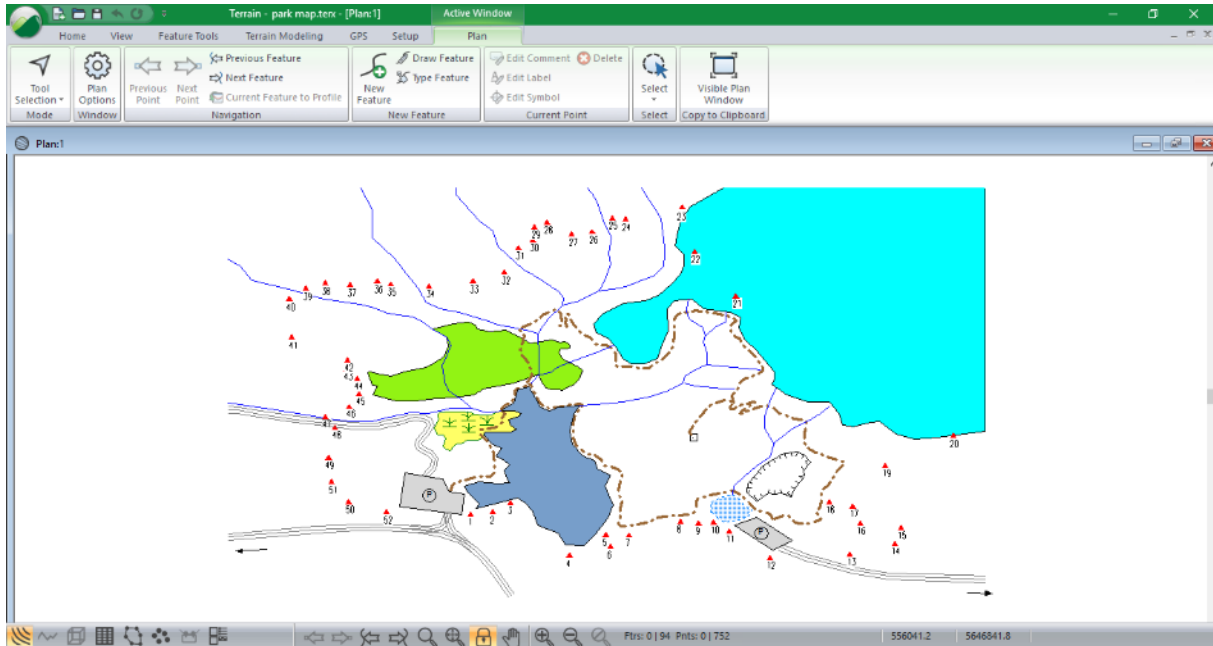 Terrain - park map.terx - [Plan:1]
Active Window
Home View Feature Tools Terrain Modeling GPS Setup Plan
Tool Selection
Mode
Plan Options
Window
Previous Point
Next Point
Previous Feature
Next Feature
Current Feature to Profile
Navigation
New Feature
Draw Feature
Type Feature
New Feature
Edit Comment Delete
Edit Label
Edit Symbol
Current Point
Select
Select
Visible Plan Window
Copy to Clipboard
Plan:1
23
25 24
29 28
27 26
30
31
22
32
33
34
36 35
37
38
39
40
21
41
42
43
44
45
46
47
48
20
49
19
51
50
52
P
1 2 3
4
5
6
7
8 9 10
11
P
12
18 17
16
15
14
13
Ftrs: 0 | 94 Pnts: 0 | 752
556041.2
5646841.8